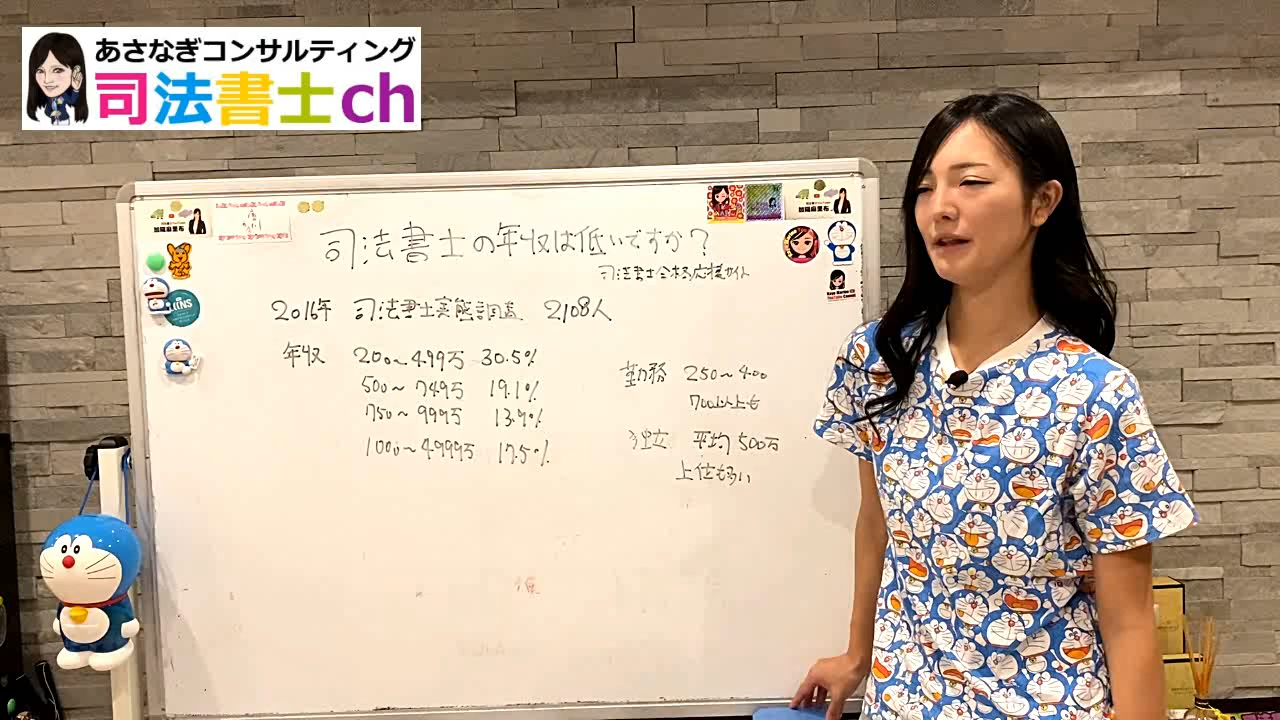 あさなぎコンサルティング
司法書士ch
司法書士の年収は低いですか?
司法書士全本多応援サイト
2016年 司法書士実態調査 2108人
年収 200~499万 30.5%
500~749万 19.1%
750~999万 13.9%
1000~4999万 17.5%
勤務 250~400
700以上も
独立 平均500万
上位も多い